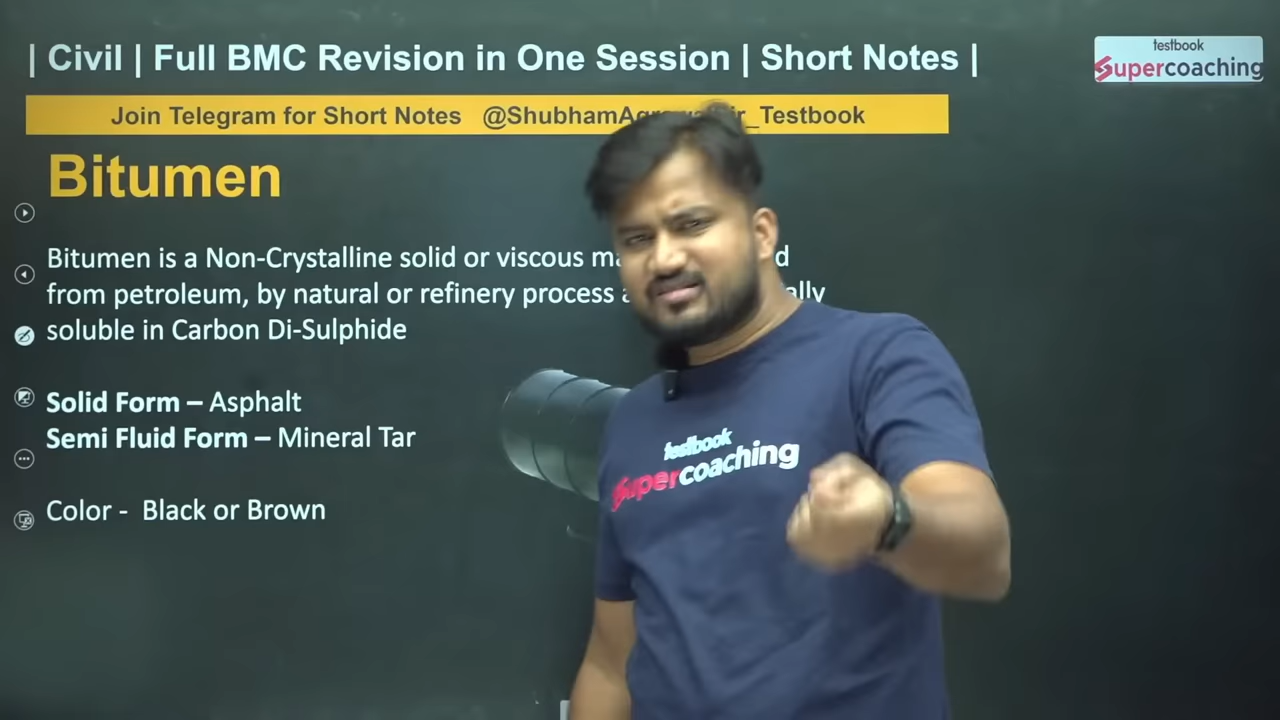 | Civil | Full BMC Revision in One Session | Short Notes |
testbook
Supercoaching
Join Telegram for Short Notes @ShubhamAgr _Testbook
Bitumen
Bitumen is a Non-Crystalline solid or viscous
from petroleum, by natural or refinery process
soluble in Carbon Di-Sulphide
Solid Form – Asphalt
Semi Fluid Form – Mineral Tar
Color - Black or Brown
testbook
Supercoaching